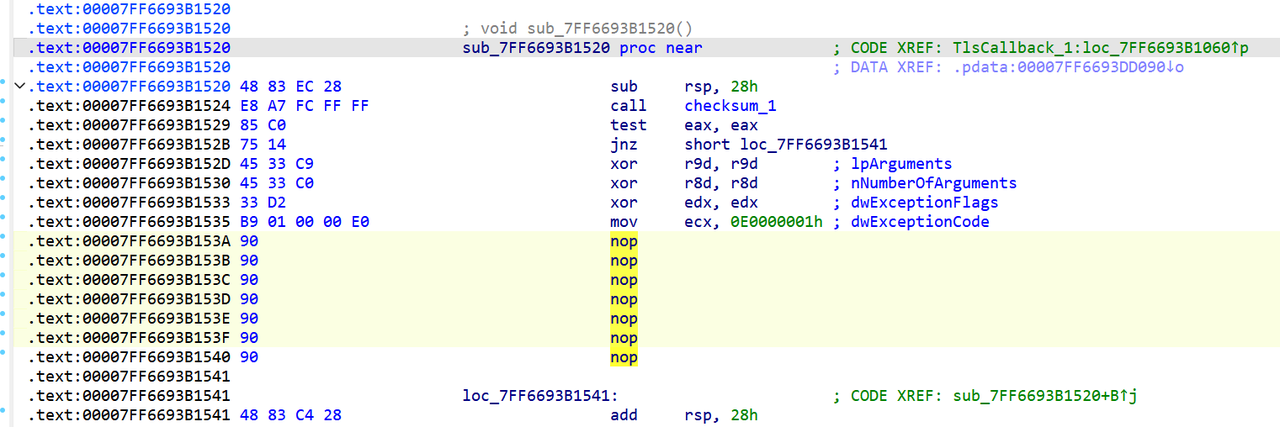 .text:00007FF6693B1520
.text:00007FF6693B1520 ; void sub_7FF6693B1520()
.text:00007FF6693B1520 sub_7FF6693B1520 proc near ; CODE XREF: TlsCallback_1:loc_7FF6693B1060↑p
.text:00007FF6693B1520 ; DATA XREF: .pdata:00007FF6693DD090↓o
.text:00007FF6693B1520 48 83 EC 28 sub rsp, 28h
.text:00007FF6693B1524 E8 A7 FC FF FF call checksum_1
.text:00007FF6693B1529 85 C0 test eax, eax
.text:00007FF6693B152B 75 14 jnz short loc_7FF6693B1541
.text:00007FF6693B152D 45 33 C9 xor r9d, r9d ; lpArguments
.text:00007FF6693B1530 45 33 C0 xor r8d, r8d ; nNumberOfArguments
.text:00007FF6693B1533 33 D2 xor edx, edx ; dwExceptionFlags
.text:00007FF6693B1535 B9 01 00 00 E0 mov ecx, 0E0000001h ; dwExceptionCode
.text:00007FF6693B153A 90 nop
.text:00007FF6693B153B 90 nop
.text:00007FF6693B153C 90 nop
.text:00007FF6693B153D 90 nop
.text:00007FF6693B153E 90 nop
.text:00007FF6693B153F 90 nop
.text:00007FF6693B1540 90 nop
.text:00007FF6693B1541
.text:00007FF6693B1541 loc_7FF6693B1541: ; CODE XREF: sub_7FF6693B1520+B↑j
.text:00007FF6693B1541 48 83 C4 28 add rsp, 28h